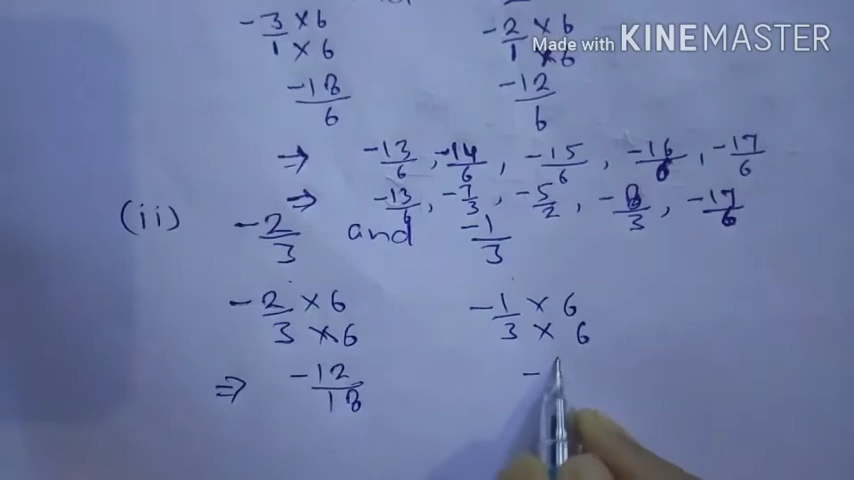 -3/1 × 6/6    -2/1 × 6/6
Made with KINEMASTER
-18/6    -12/6
⇒ -13/6, -14/6, -15/6, -16/6, -17/6
⇒ -13/6, -7/3, -5/2, -8/3, -17/6
(ii) -2/3 and -1/3
-2/3 × 6/6    -1/3 × 6/6
⇒ -12/18    -